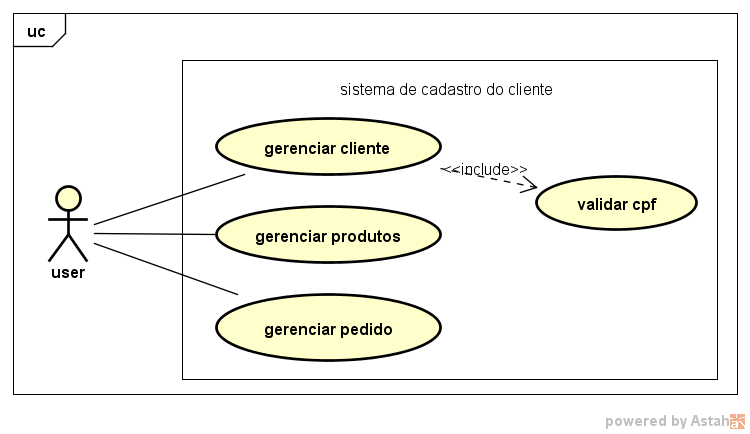 uc
sistema de cadastro do cliente
gerenciar cliente
<<include>>
validar cpf
gerenciar produtos
user
gerenciar pedido
powered by Astah